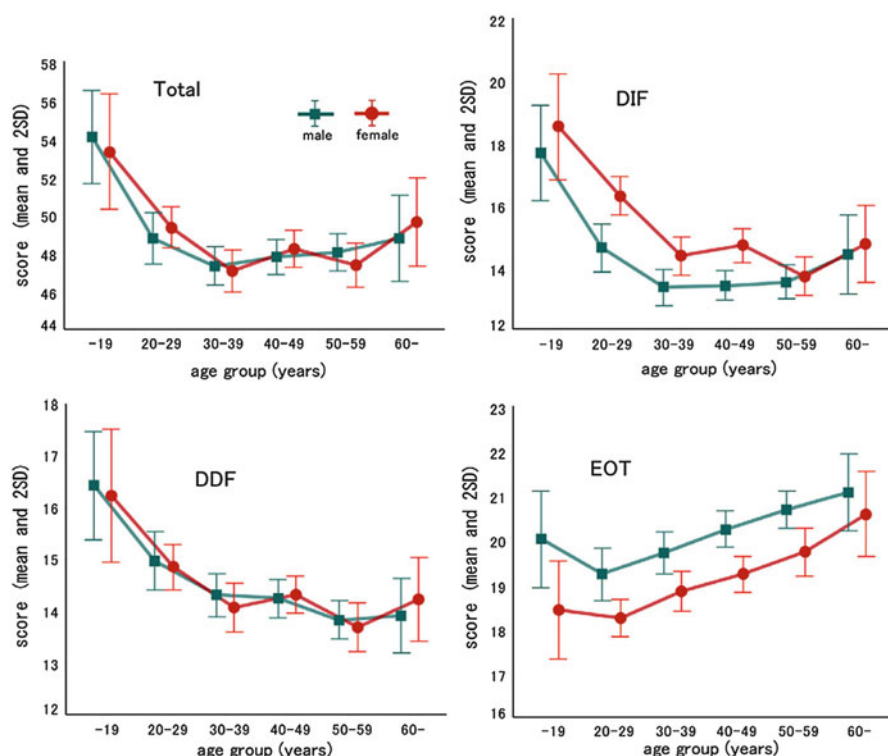 Total
score (mean and 2SD)
58
56
54
52
50
48
46
44
male
female
-19 20-29 30-39 40-49 50-59 60-
age group (years)
DIF
score (mean and 2SD)
22
20
18
16
14
12
-19 20-29 30-39 40-49 50-59 60-
age group (years)
DDF
score (mean and 2SD)
18
17
16
15
14
13
12
-19 20-29 30-39 40-49 50-59 60-
age group (years)
EOT
score (mean and 2SD)
23
22
21
20
19
18
17
16
-19 20-29 30-39 40-49 50-59 60-
age group (years)